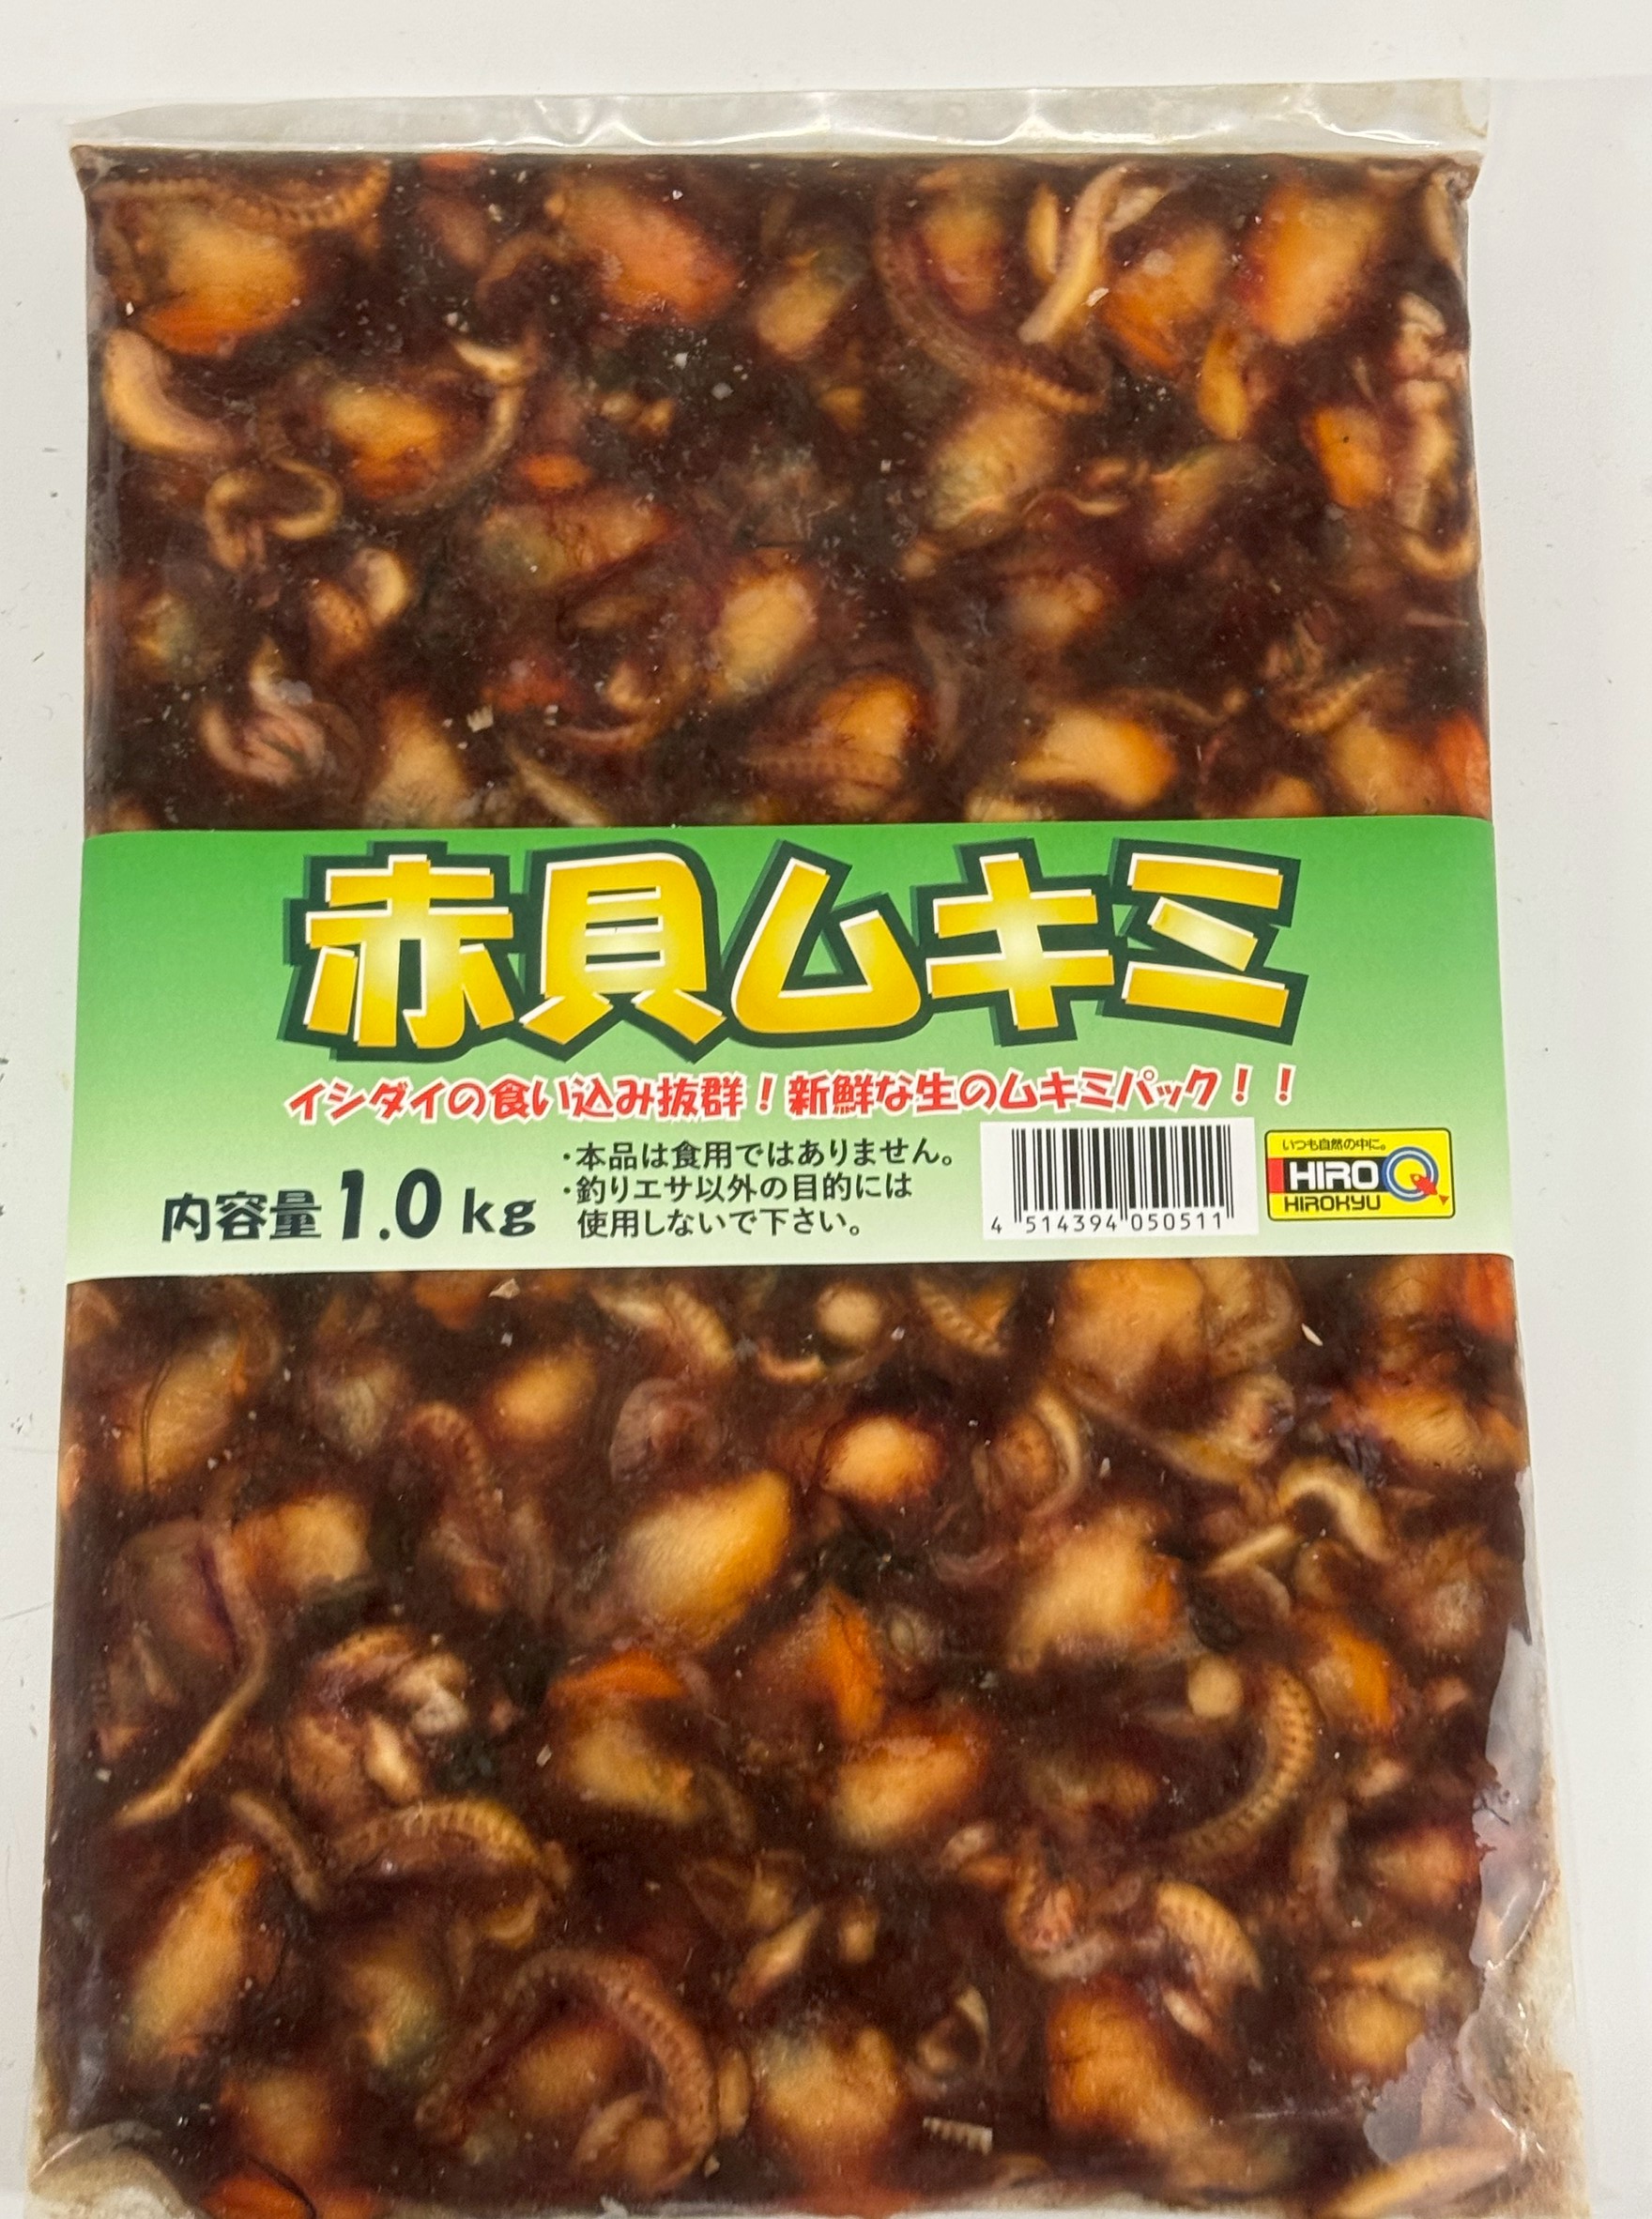 赤貝ムキミ
イシダイの食い込み抜群！新鮮な生のムキミパック！！
内容量1.0kg
・本品は食用ではありません。
・釣りエサ以外の目的には
使用しないで下さい。
4 514394 050511
いつも自然の中に。
HIRO
HIROKYU